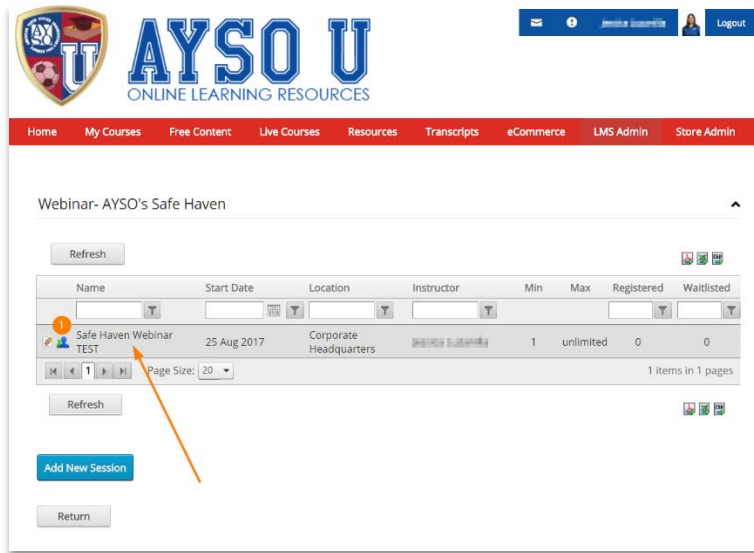 AYSO U
ONLINE LEARNING RESOURCES
AYSO
U
Logout
Home My Courses Free Content Live Courses Resources Transcripts eCommerce LMS Admin Store Admin
Webinar- AYSO's Safe Haven
Refresh
Name Start Date Location Instructor Min Max Registered Waitlisted
1
Safe Haven Webinar TEST 25 Aug 2017 Corporate Headquarters 1 unlimited 0 0
1 Page Size: 20 1 items in 1 pages
Refresh
Add New Session
Return